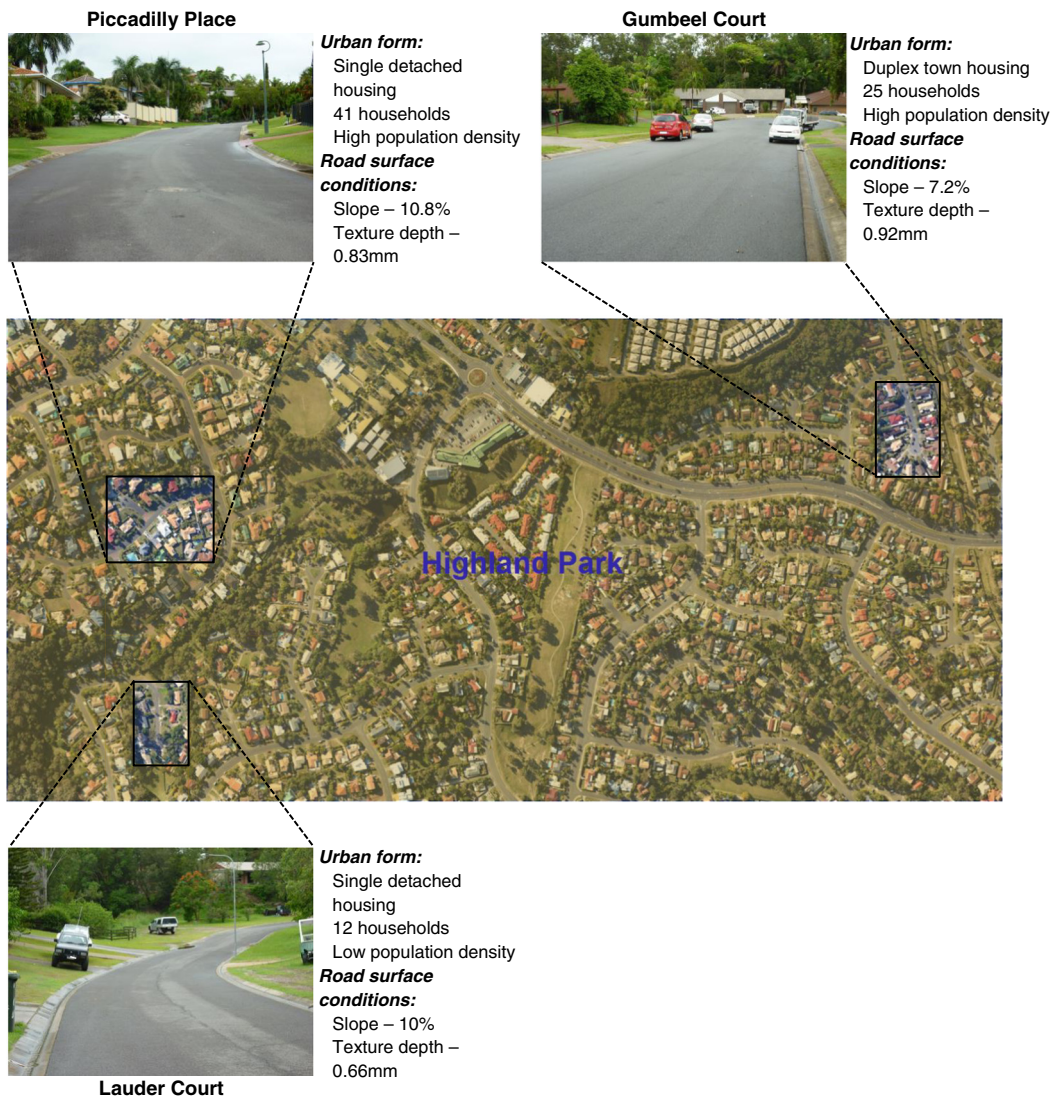 Piccadilly Place
Urban form:
Single detached
housing
41 households
High population density
Road surface
conditions:
Slope – 10.8%
Texture depth –
0.83mm
Gumbeel Court
Urban form:
Duplex town housing
25 households
High population density
Road surface
conditions:
Slope – 7.2%
Texture depth –
0.92mm
Highland Park
Urban form:
Single detached
housing
12 households
Low population density
Road surface
conditions:
Slope – 10%
Texture depth –
0.66mm
Lauder Court